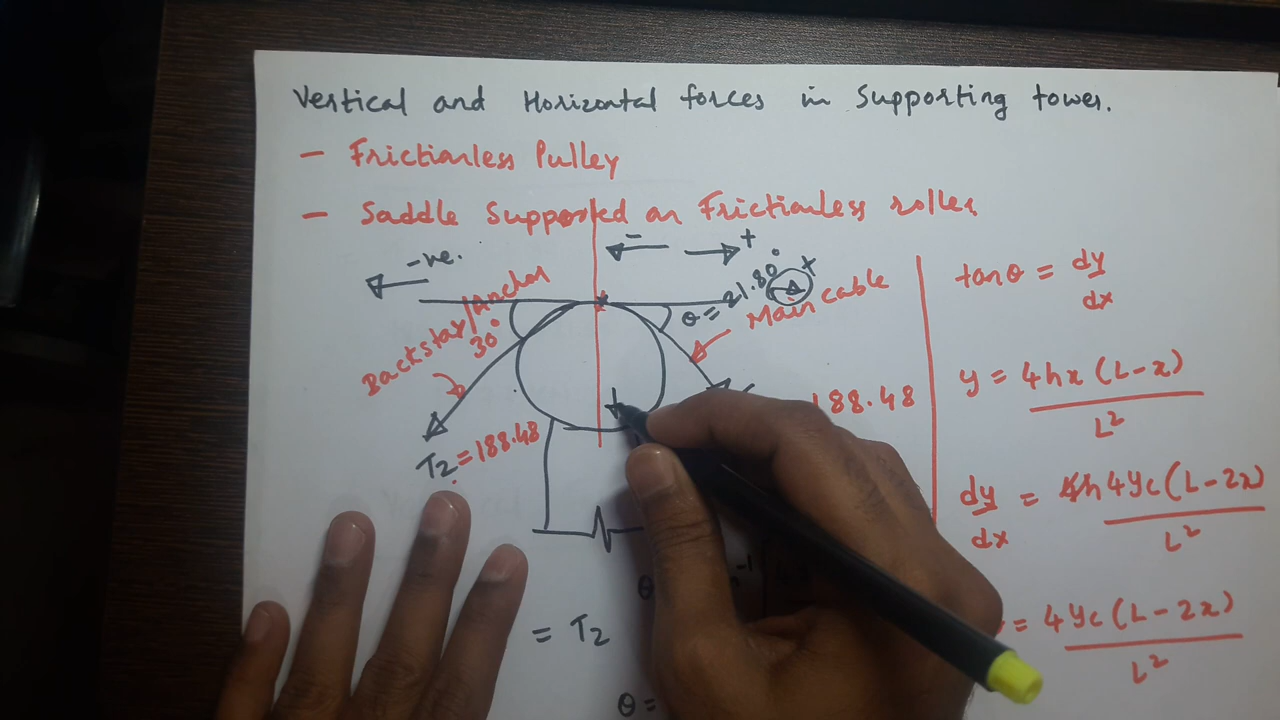 Vertical and Horizontal forces in Supporting tower.
- Frictionless Pulley
- Saddle Supported on Frictionless roller
- +
-ve.
Backstay/Anchor
30°
θ = 21.80° +
Main cable
T2 = 188.48
188.48
= T2
θ
-1
θ =
tanθ = dy/dx
y = 4hx(L-x)/L²
dy/dx = 4yc(L-2x)/L²
= 4yc(L-2x)/L²